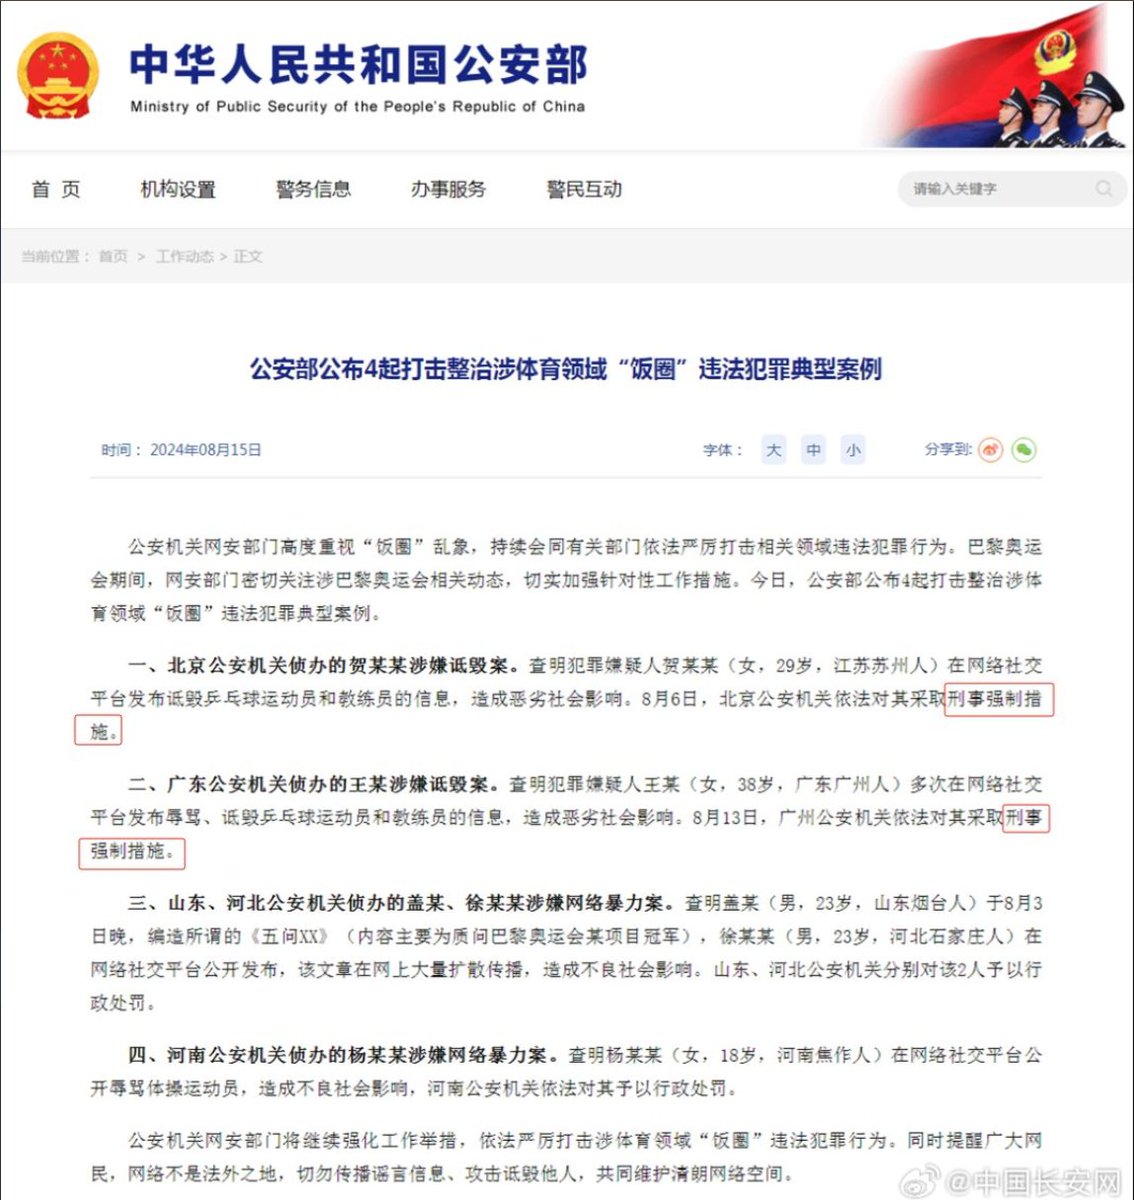 中华人民共和国公安部
Ministry of Public Security of the People's Republic of China
首 页 机构设置 警务信息 办事服务 警民互动 请输入关键字
当前位置： 首页 > 工作动态 > 正文
公安部公布4起打击整治涉体育领域“饭圈”违法犯罪典型案例
时间： 2024年08月15日 字体： 大 中 小 分享到:
公安机关网安部门高度重视“饭圈”乱象，持续会同有关部门依法严厉打击相关领域违法犯罪行为。巴黎奥运
会期间，网安部门密切关注涉巴黎奥运会相关动态，切实加强针对性工作措施。今日，公安部公布4起打击整治涉体
育领域“饭圈”违法犯罪典型案例。
一、北京公安机关侦办的贺某某涉嫌诋毁案。查明犯罪嫌疑人贺某某（女，29岁，江苏苏州人）在网络社交
平台发布诋毁乒乓球运动员和教练员的信息，造成恶劣社会影响。8月6日，北京公安机关依法对其采取刑事强制措
施。
二、广东公安机关侦办的王某涉嫌诋毁案。查明犯罪嫌疑人王某（女，38岁，广东广州人）多次在网络社交
平台发布辱骂、诋毁乒乓球运动员和教练员的信息，造成恶劣社会影响。8月13日，广州公安机关依法对其采取刑事
强制措施。
三、山东、河北公安机关侦办的盖某、徐某某涉嫌网络暴力案。查明盖某（男，23岁，山东烟台人）于8月3
日晚，编造所谓的《五问XX》（内容主要为质问巴黎奥运会某项目冠军），徐某某（男，23岁，河北石家庄人）在
网络社交平台公开发布，该文章在网上大量扩散传播，造成不良社会影响。山东、河北公安机关分别对该2人予以行
政处罚。
四、河南公安机关侦办的杨某某涉嫌网络暴力案。查明杨某某（女，18岁，河南焦作人）在网络社交平台公
开辱骂体操运动员，造成不良社会影响，河南公安机关依法对其予以行政处罚。
公安机关网安部门将继续强化工作举措，依法严厉打击涉体育领域“饭圈”违法犯罪行为。同时提醒广大网
民，网络不是法外之地，切勿传播谣言信息、攻击诋毁他人，共同维护清朗网络空间。
@中国长安网